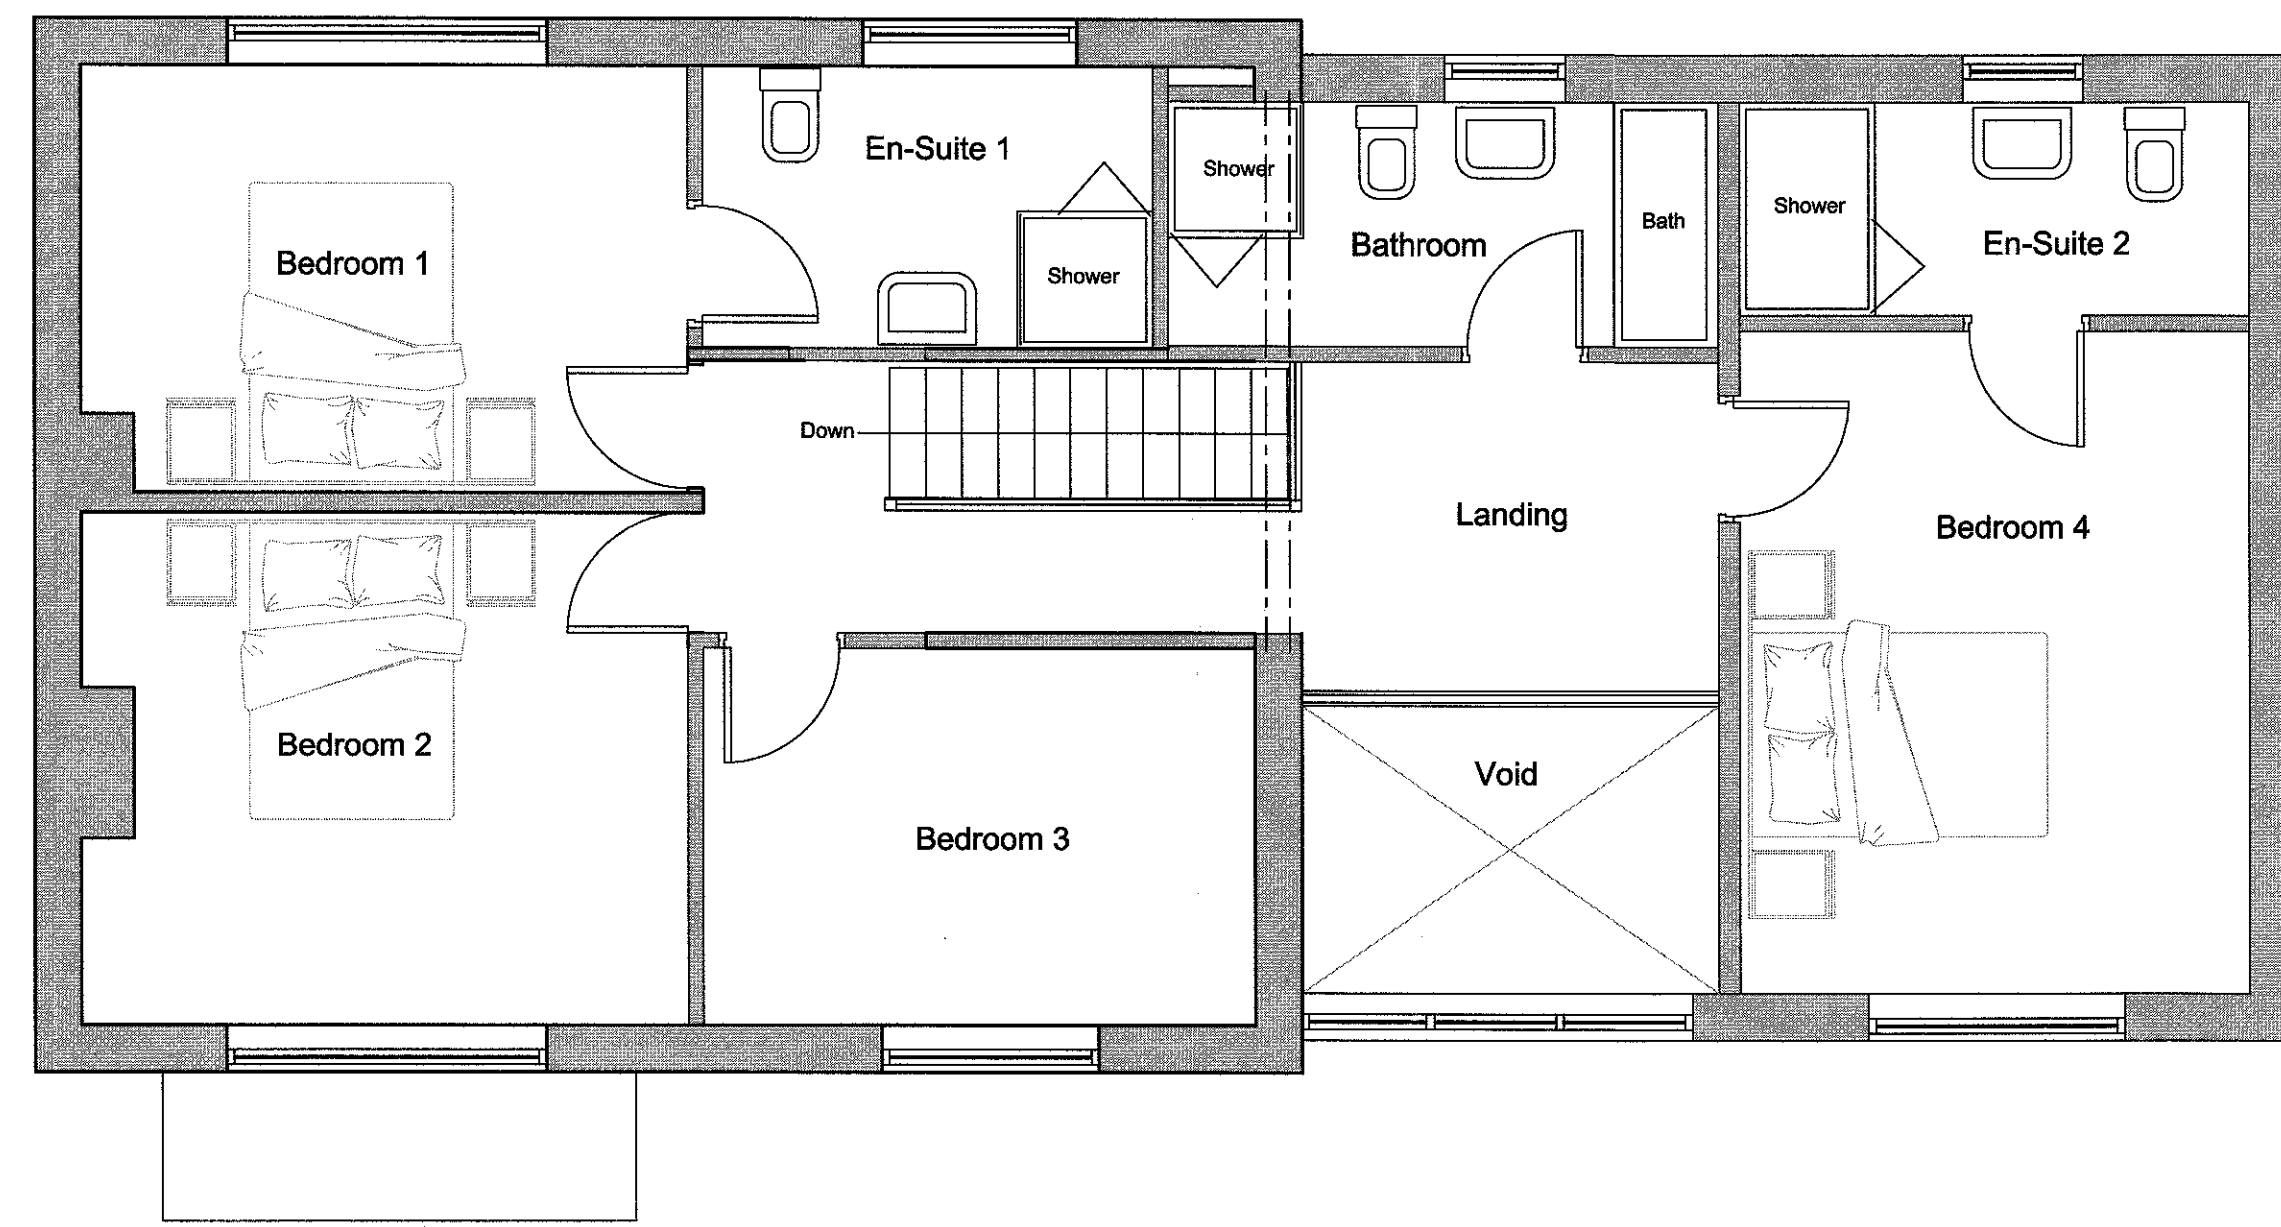 En-Suite 1
Shower
Bathroom
Bath
Shower
En-Suite 2
Bedroom 1
Shower
Down
Landing
Bedroom 4
Bedroom 2
Bedroom 3
Void